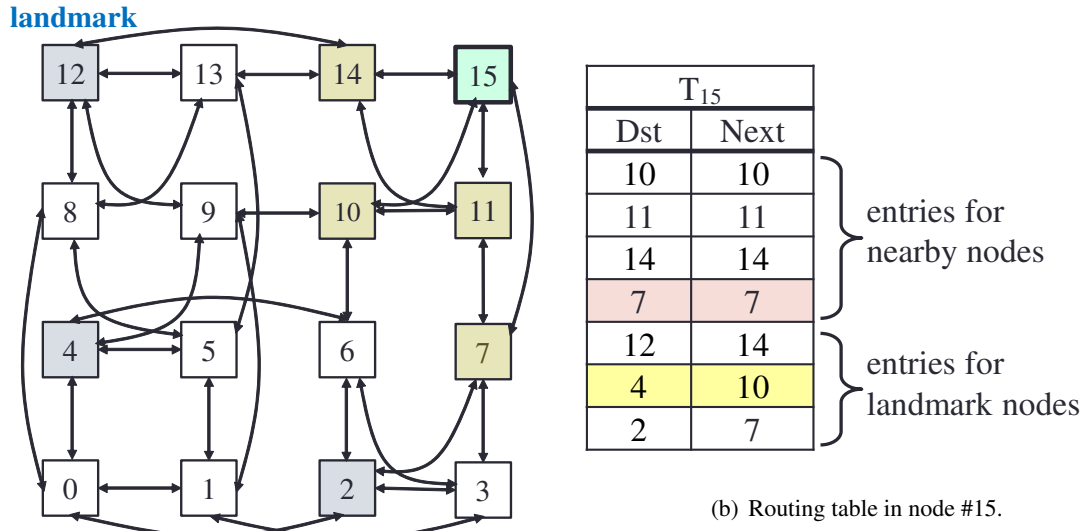 landmark
12 13 14 15
8 9 10 11
4 5 6 7
0 1 2 3
T15
Dst Next
10 10
11 11
14 14
7 7
entries for
nearby nodes
12 14
4 10
2 7
entries for
landmark nodes
(b) Routing table in node #15.